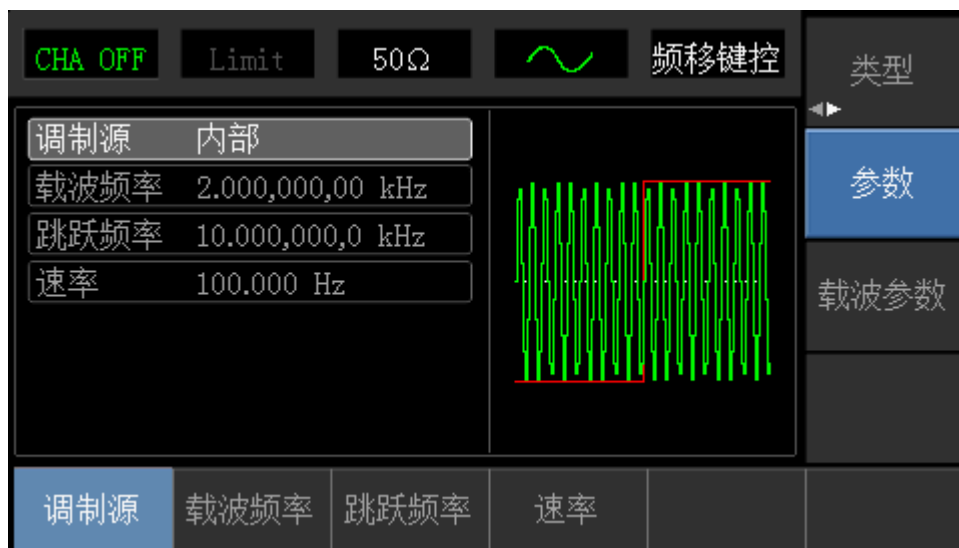 CHA OFF Limit 50Ω 频移键控
类型
调制源 内部
载波频率 2.000,000,00 kHz
跳跃频率 10.000,000,0 kHz
速率 100.000 Hz
参数
载波参数
调制源 载波频率 跳跃频率 速率